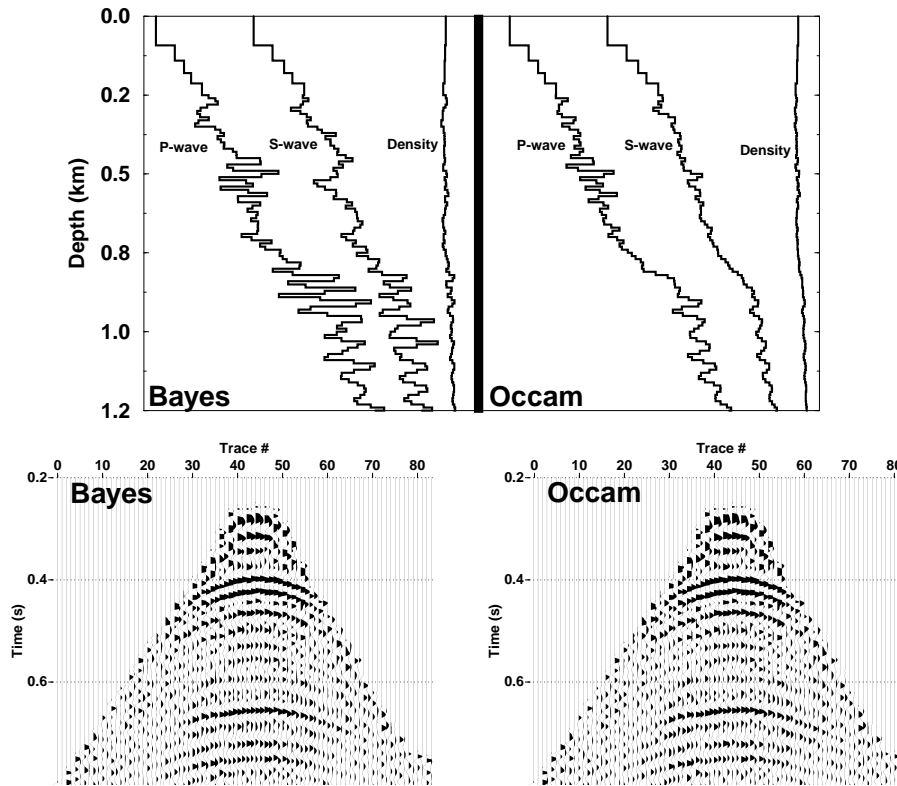 0.0
0.2
0.5
0.8
1.0
1.2
Depth (km)
P-wave
S-wave
Density
Bayes
P-wave
S-wave
Density
Occam
Trace #
0 10 20 30 40 50 60 70 80
0.2
0.4
0.6
Time (s)
Bayes
Trace #
0 10 20 30 40 50 60 70 80
0.2
0.4
0.6
Time (s)
Occam